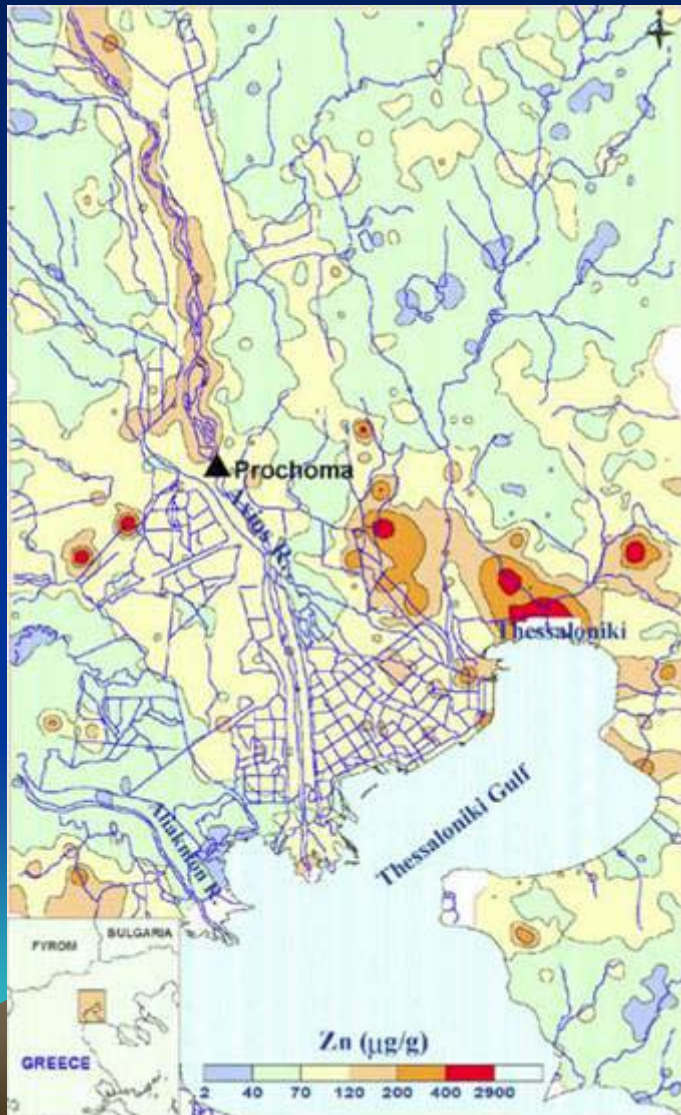 Prochoma
Axios R.
Thessaloniki
Thessaloniki Gulf
Aliakmon R.
FYROM
BULGARIA
GREECE
Zn (µg/g)
2 40 70 120 200 400 2900